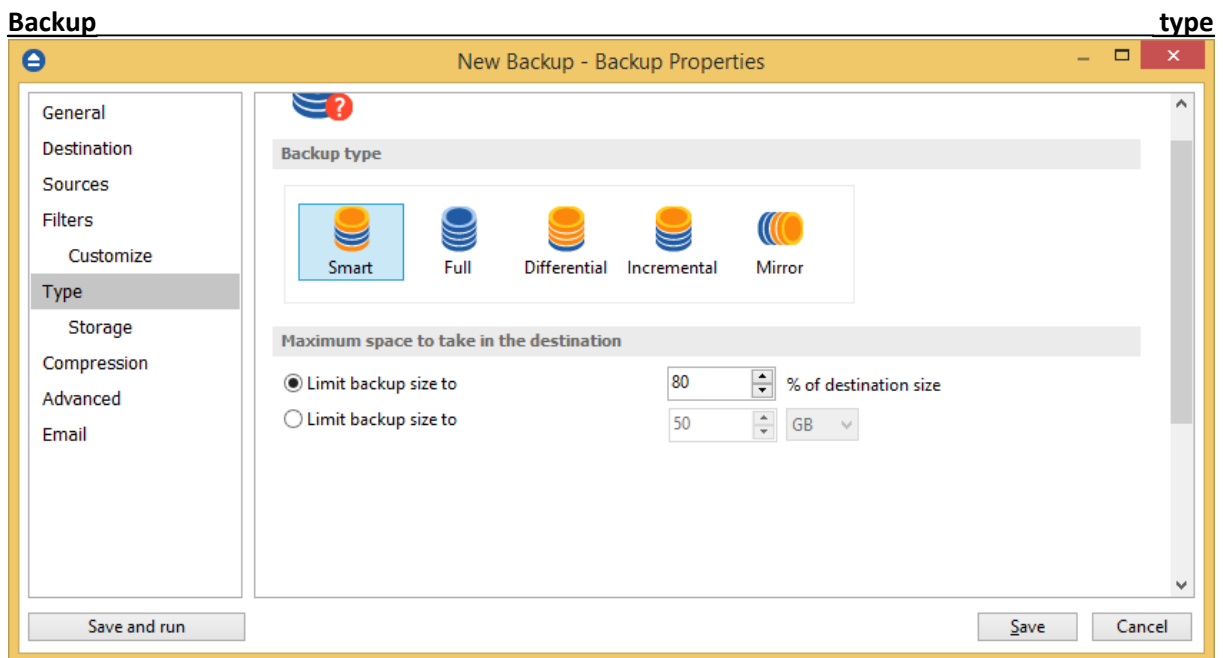 Backup type
New Backup - Backup Properties
General
Destination
Sources
Filters
Customize
Type
Storage
Compression
Advanced
Email
?
Backup type
Smart Full Differential Incremental Mirror
Maximum space to take in the destination
Limit backup size to 80 % of destination size
Limit backup size to 50 GB
Save and run Save Cancel